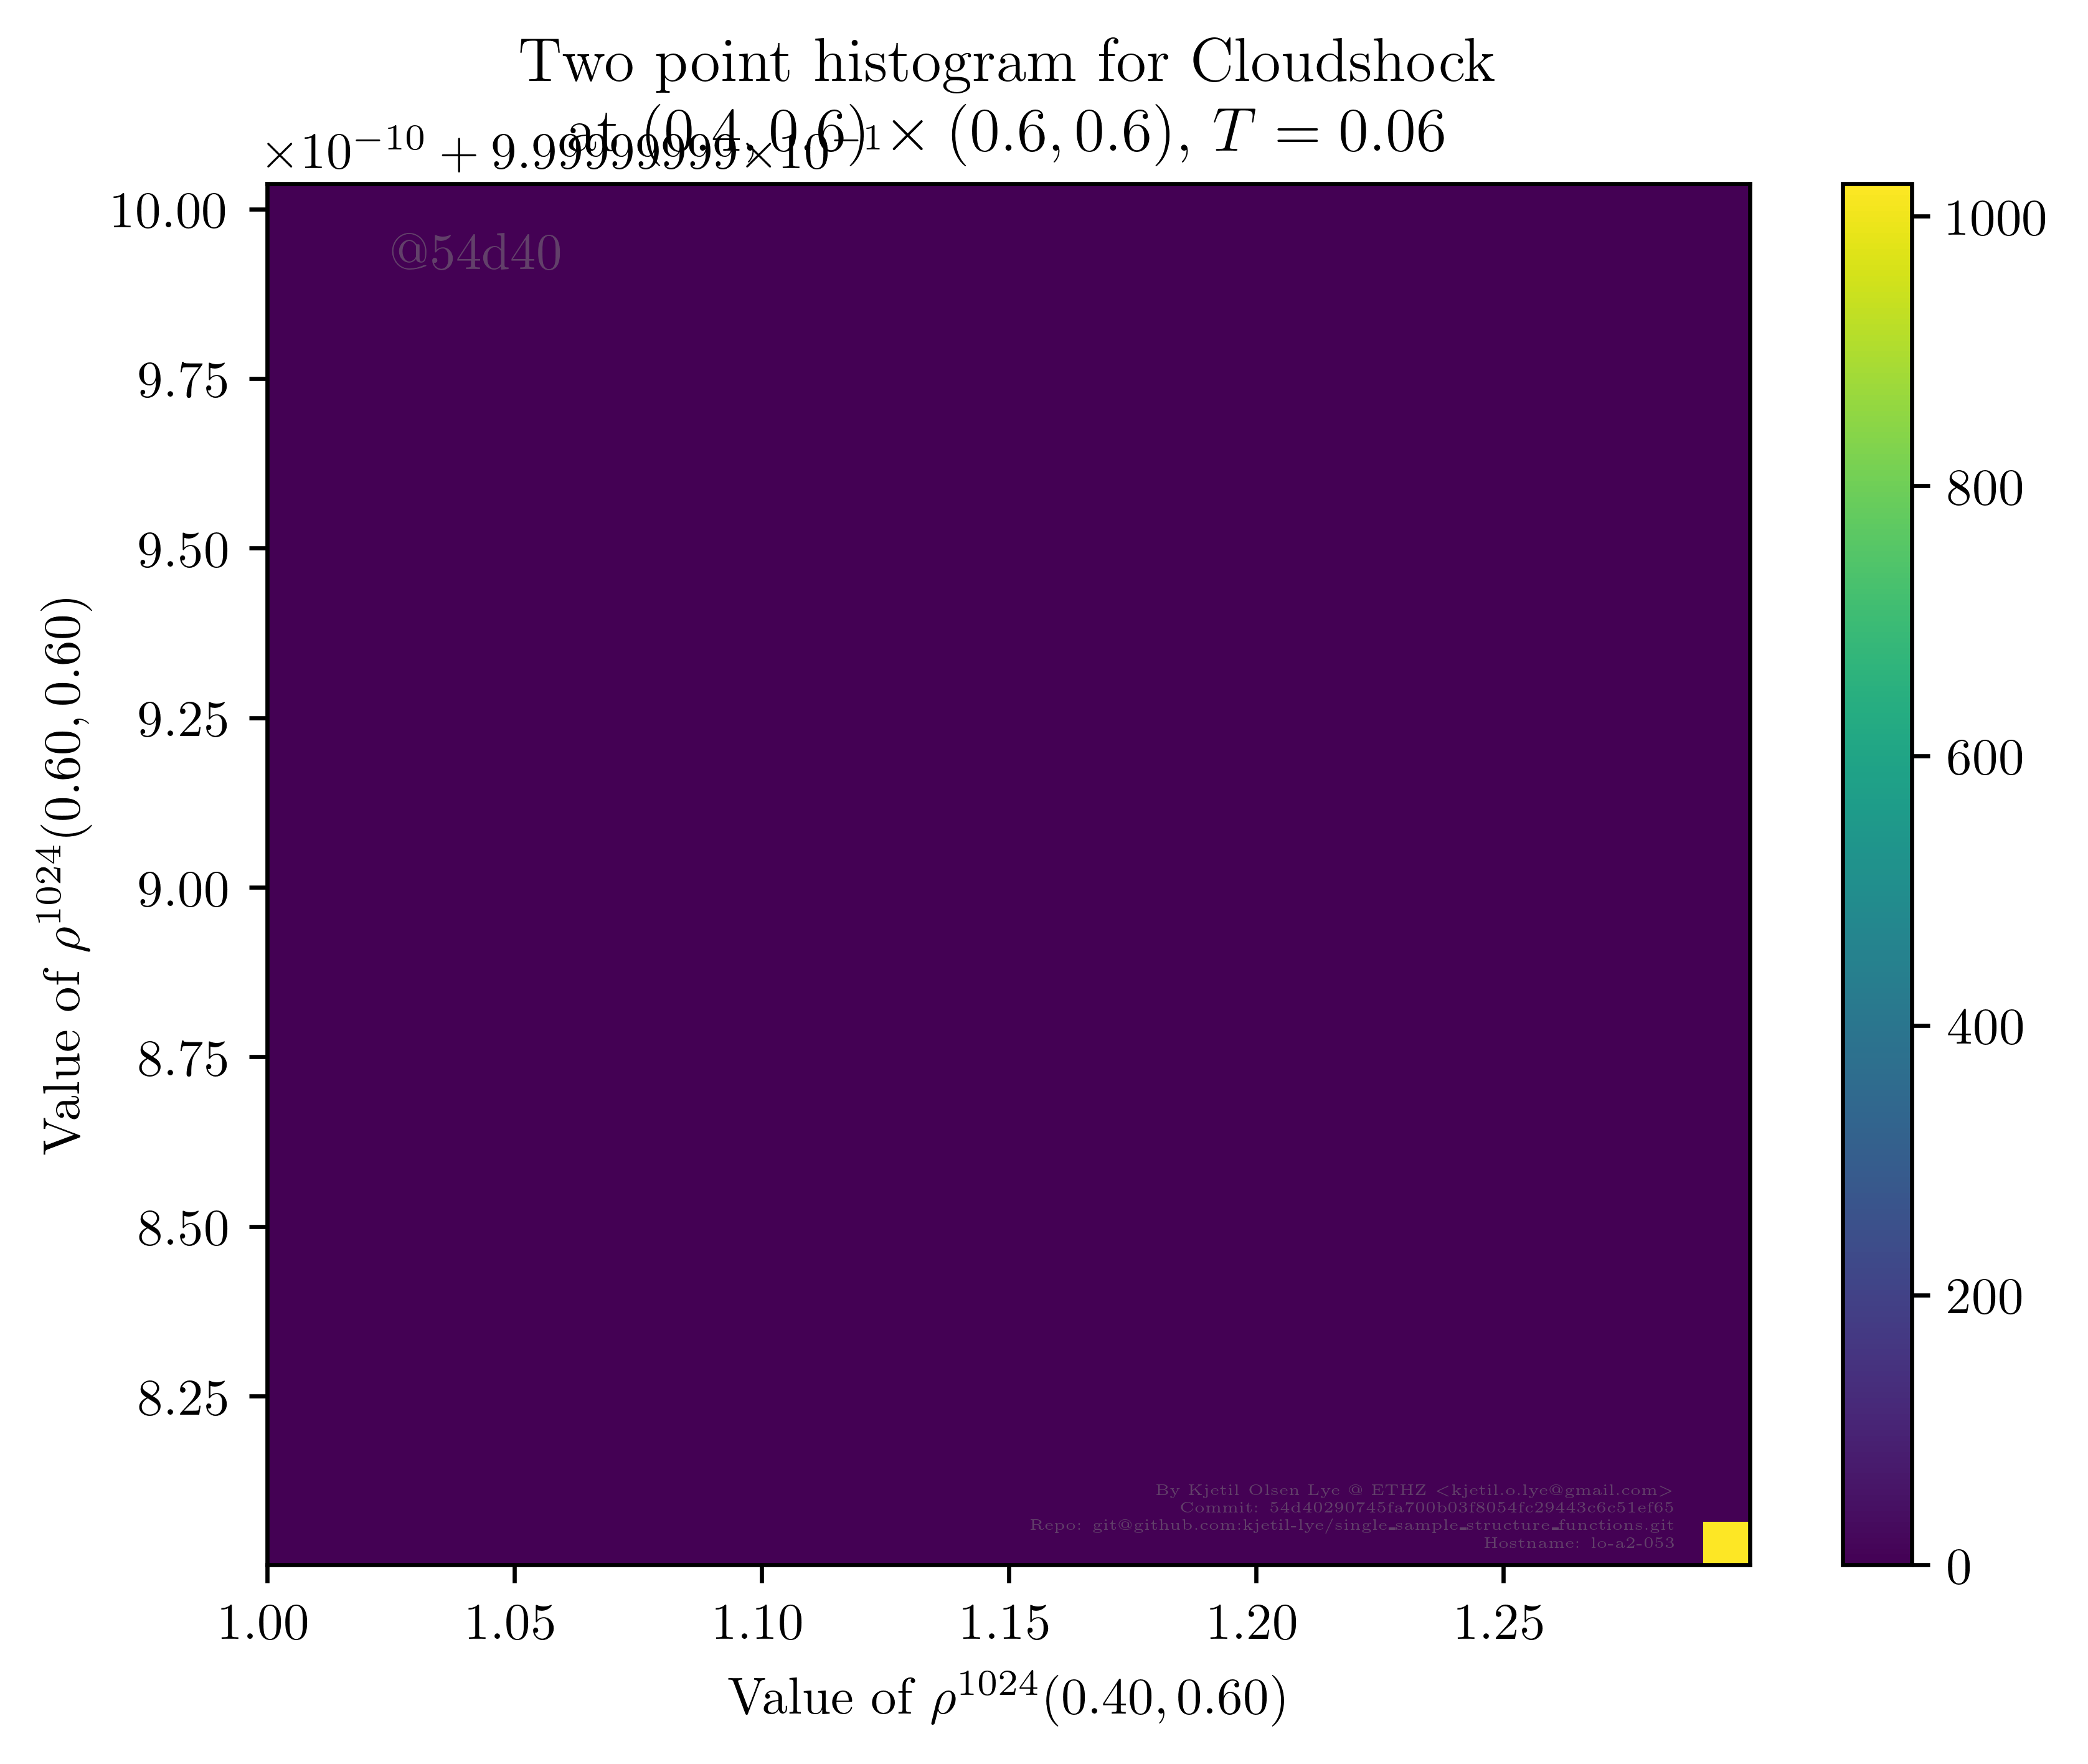 Two point histogram for Cloudshock
at (0.4, 0.6) × (0.6, 0.6), T = 0.06
×10⁻¹⁰ + 9.999999999×10⁻¹
10.00
9.75
9.50
9.25
9.00
8.75
8.50
8.25
Value of ρ¹⁰²⁴(0.60, 0.60)
@54d40
By Kjetil Olsen Lye @ ETHZ <kjetil.o.lye@gmail.com>
Commit: 54d40290745fa700b03f8054fc29443c6c51ef65
Repo: git@github.com:kjetil-lye/single_sample_structure_functions.git
Hostname: lo-a2-053
1.00 1.05 1.10 1.15 1.20 1.25
Value of ρ¹⁰²⁴(0.40, 0.60)
1000
800
600
400
200
0